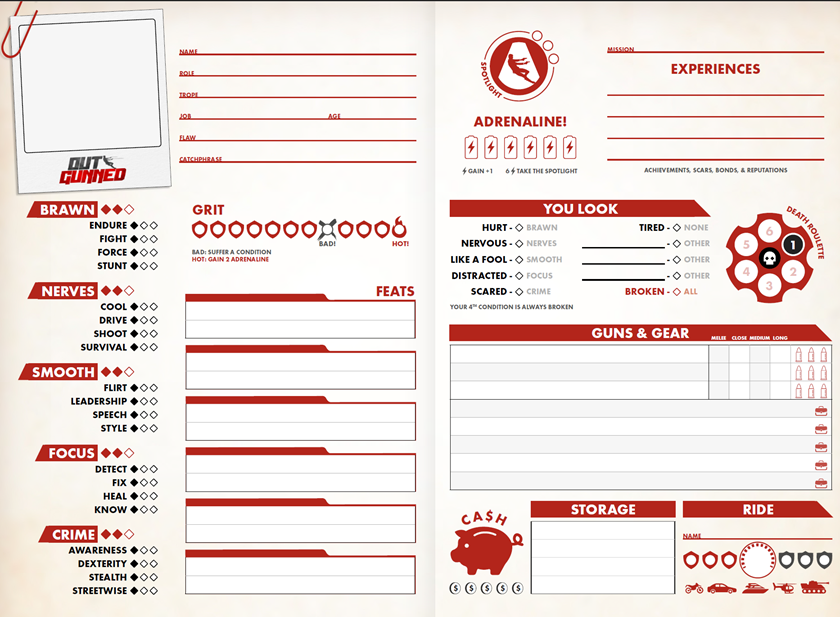 OUT
GUNNED
NAME
ROLE
TROPE
JOB AGE
FLAW
CATCHPHRASE
BRAWN
ENDURE
FIGHT
FORCE
STUNT
NERVES
COOL
DRIVE
SHOOT
SURVIVAL
SMOOTH
FLIRT
LEADERSHIP
SPEECH
STYLE
FOCUS
DETECT
FIX
HEAL
KNOW
CRIME
AWARENESS
DEXTERITY
STEALTH
STREETWISE
GRIT
BAD!
HOT!
BAD: SUFFER A CONDITION
HOT: GAIN 2 ADRENALINE
FEATS
SPOTLIGHT
ADRENALINE!
GAIN +1 6 TAKE THE SPOTLIGHT
MISSION
EXPERIENCES
ACHIEVEMENTS, SCARS, BONDS, & REPUTATIONS
YOU LOOK
HURT - BRAWN TIRED - NONE
NERVOUS - NERVES - OTHER
LIKE A FOOL - SMOOTH - OTHER
DISTRACTED - FOCUS - OTHER
SCARED - CRIME BROKEN - ALL
YOUR 4TH CONDITION IS ALWAYS BROKEN
DEATH ROULETTE
6
5 1
4 2
3
GUNS & GEAR MELEE CLOSE MEDIUM LONG
CA$H
$ $ $ $ $
STORAGE
RIDE
NAME